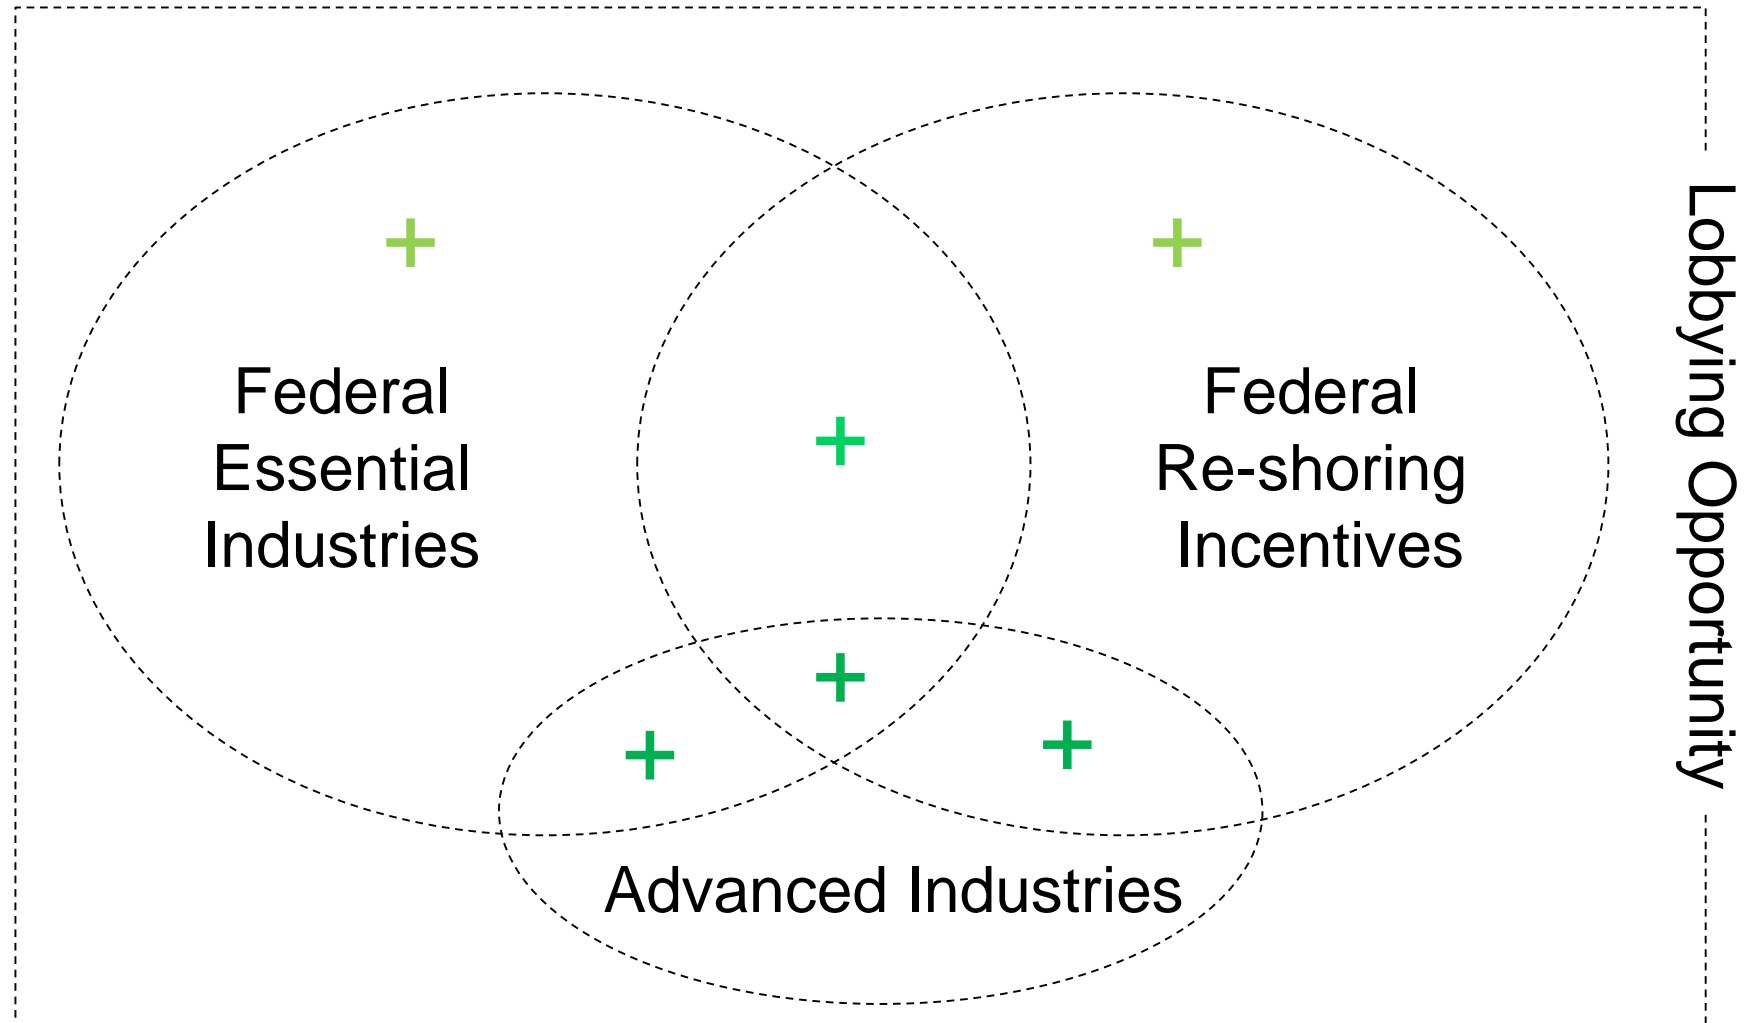 Federal
Essential
Industries
Federal
Re-shoring
Incentives
Advanced Industries
Lobbying Opportunity